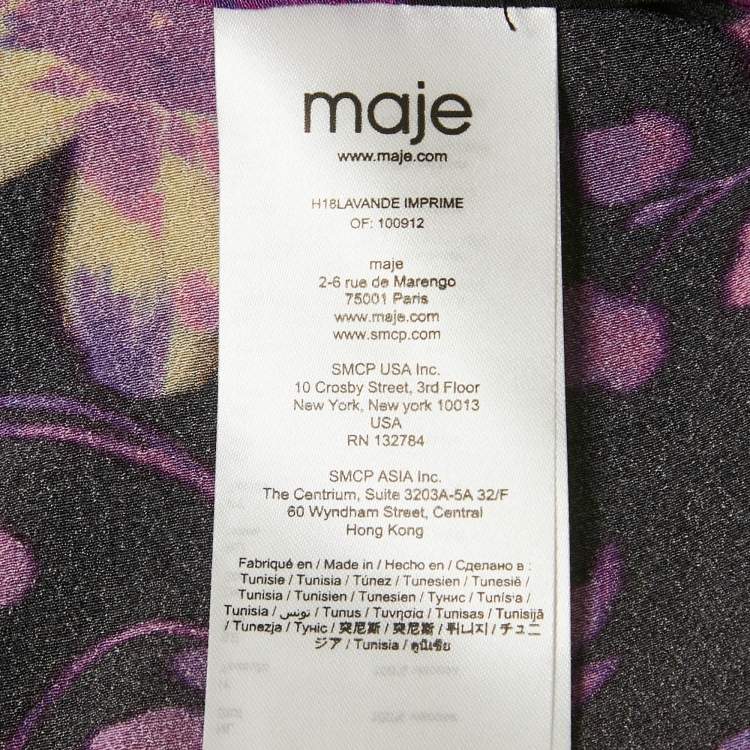 maje
www.maje.com
H18LAVANDE IMPRIME
OF: 100912
maje
2-6 rue de Marengo
75001 Paris
www.maje.com
www.smcp.com
SMCP USA Inc.
10 Crosby Street, 3rd Floor
New York, New york 10013
USA
RN 132784
SMCP ASIA Inc.
The Centrium, Suite 3203A-5A 32/F
60 Wyndham Street, Central
Hong Kong
Fabriqué en / Made in / Hecho en / Сделано в :
Tunisie / Tunisia / Túnez / Tunesien / Tunesië /
Tunisia / Tunisien / Tunesien / Тунис / Tunísia /
Tunisia / تونس / Tunus / Τυνησία / Tunisas / Tunisijā
/ Tunezja / Туніс / 突尼斯 / 突尼斯 / 튀니지 / チュニ
ジア / Tunisia / ตูนิเซีย